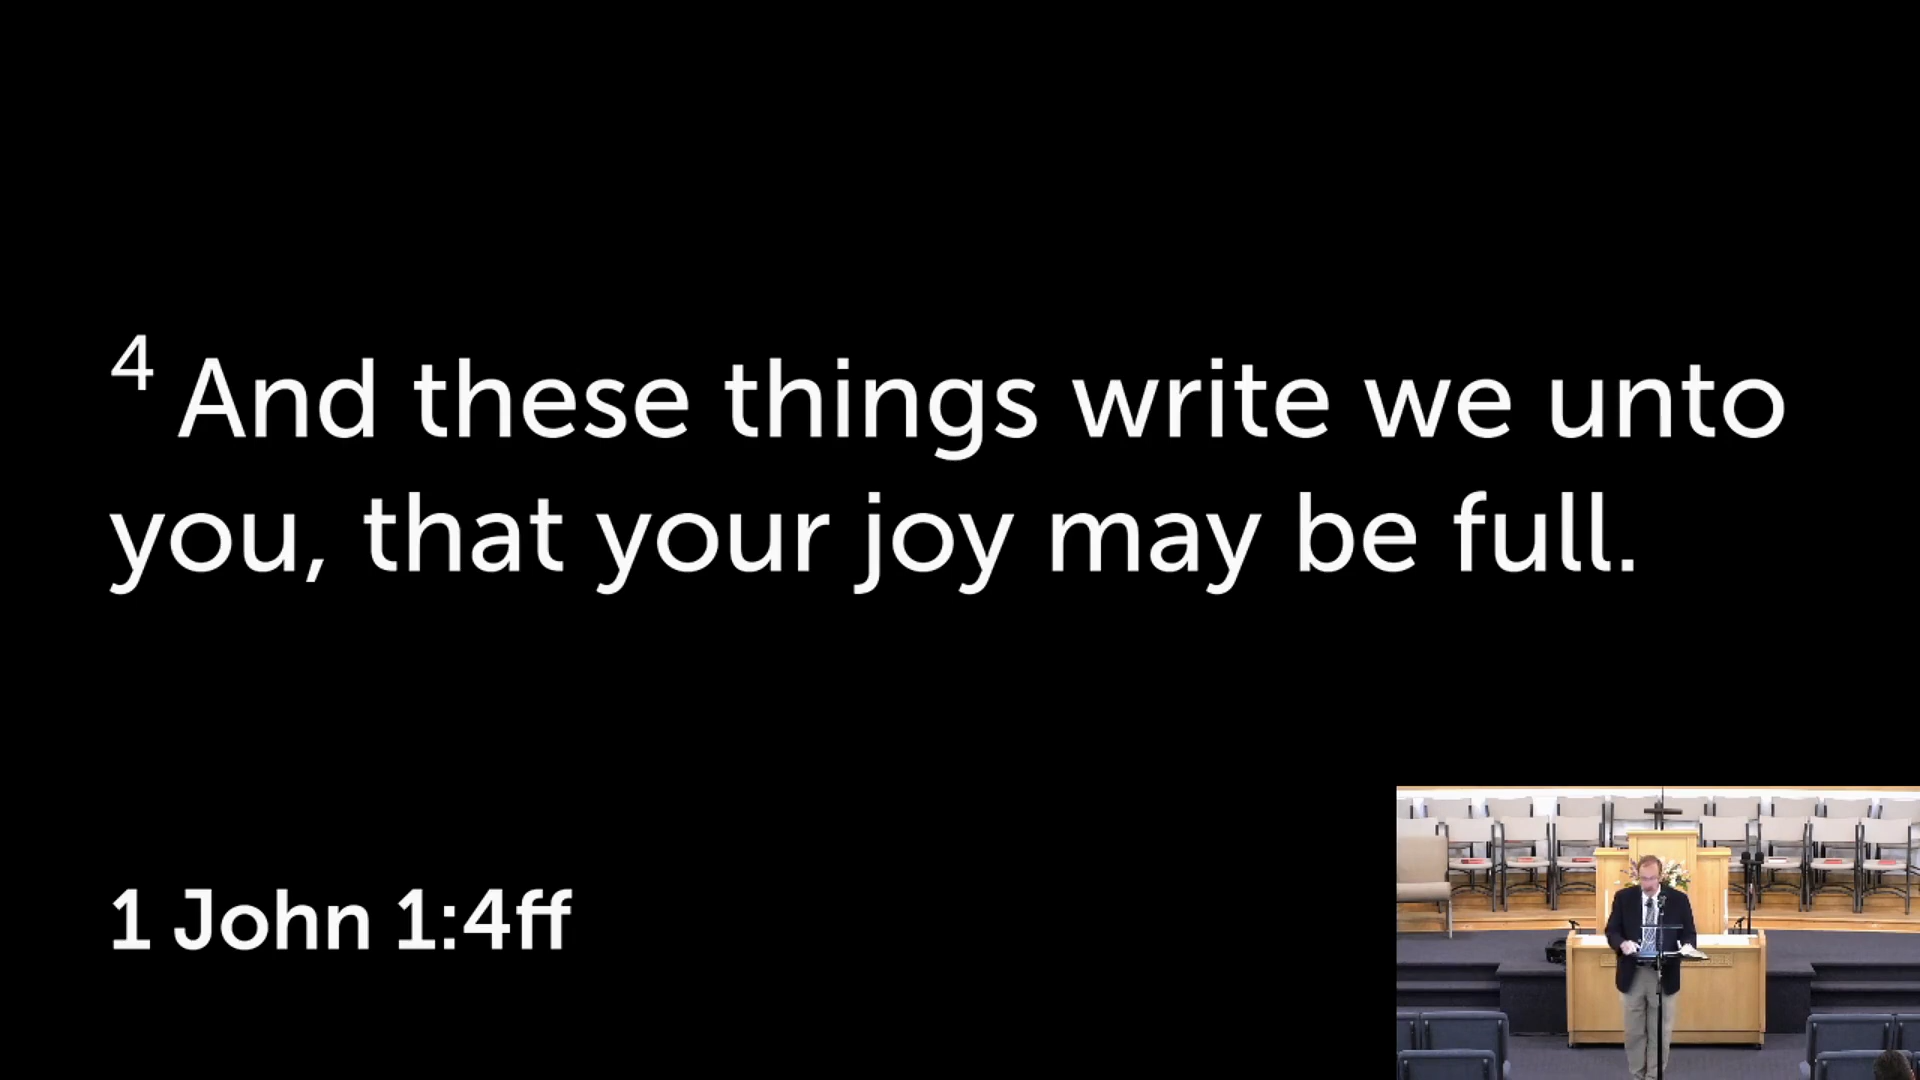 4 And these things write we unto
you, that your joy may be full.
1 John 1:4ff